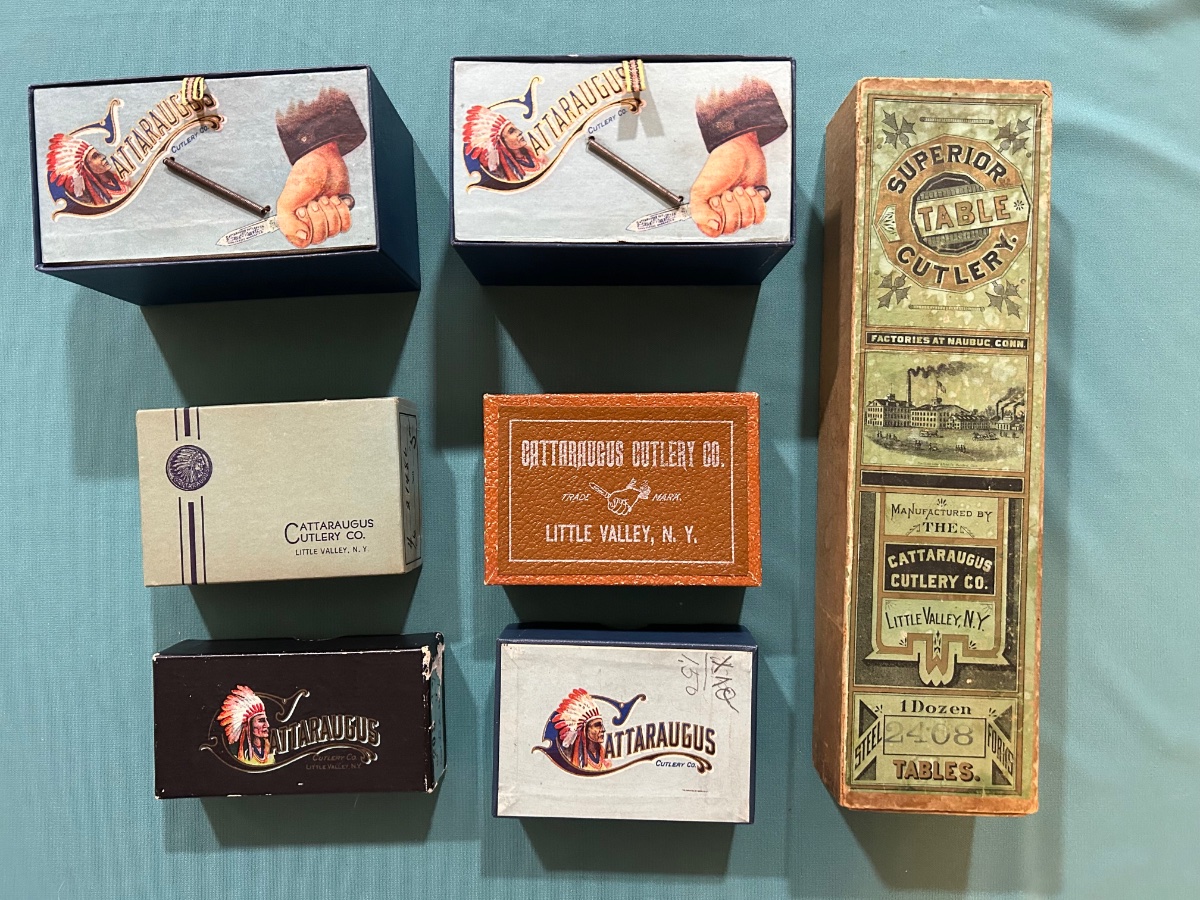 CATTARAUGUS
CUTLERY CO.
CATTARAUGUS
CUTLERY CO.
SUPERIOR
TABLE
CUTLERY.
FACTORIES AT NAUBUC CONN.
MANUFACTURED BY
THE
CATTARAUGUS
CUTLERY CO.
LITTLE VALLEY, N.Y.
W
1 Dozen
STEEL 2408 FORKS
TABLES.
CATTARAUGUS
CUTLERY CO.
LITTLE VALLEY, N. Y
CATTARAUGUS CUTLERY CO.
TRADE MARK.
LITTLE VALLEY, N. Y.
CATTARAUGUS
CUTLERY CO.
LITTLE VALLEY, N.Y.
CATTARAUGUS
CUTLERY CO.
1.50